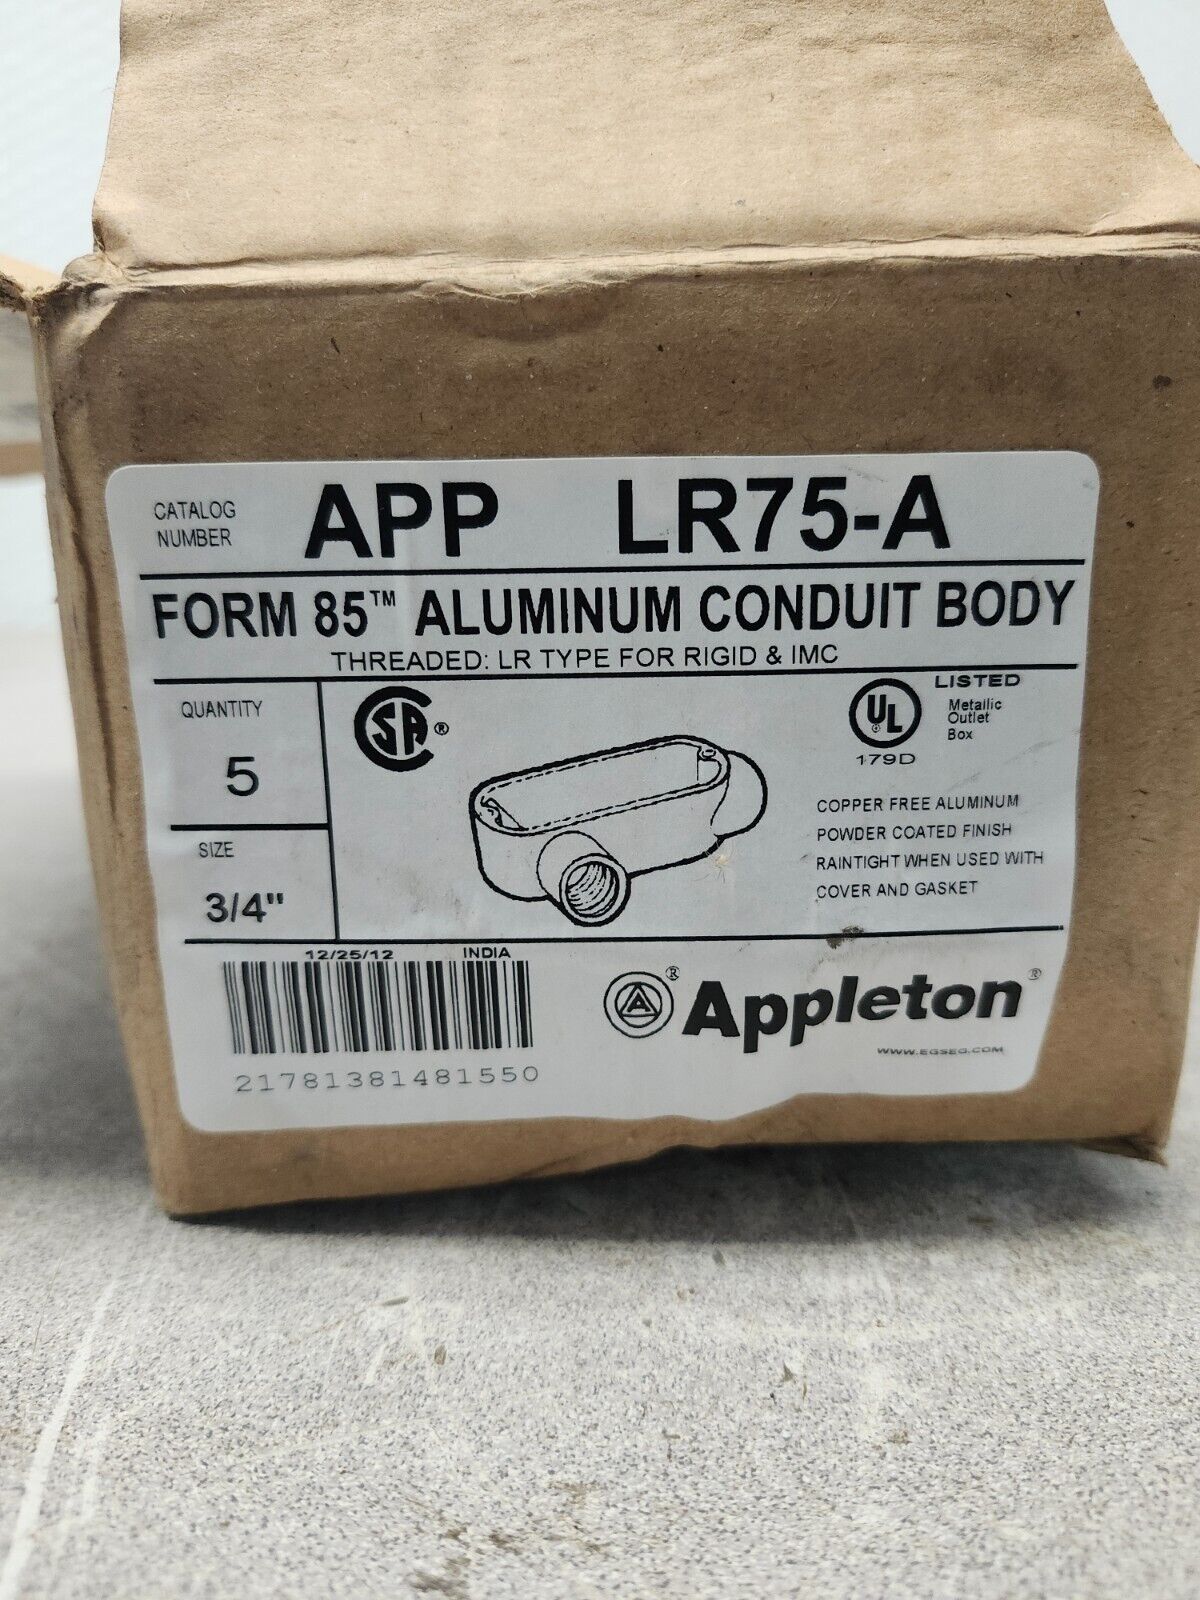 CATALOG NUMBER APP LR75-A
FORM 85™ ALUMINUM CONDUIT BODY
THREADED: LR TYPE FOR RIGID & IMC
QUANTITY
5
SIZE
3/4"
CSA®
UL
179D
LISTED
Metallic
Outlet
Box
COPPER FREE ALUMINUM
POWDER COATED FINISH
RAINTIGHT WHEN USED WITH
COVER AND GASKET
12/25/12 INDIA
21781381481550
A® Appleton®
WWW.EGSEG.COM